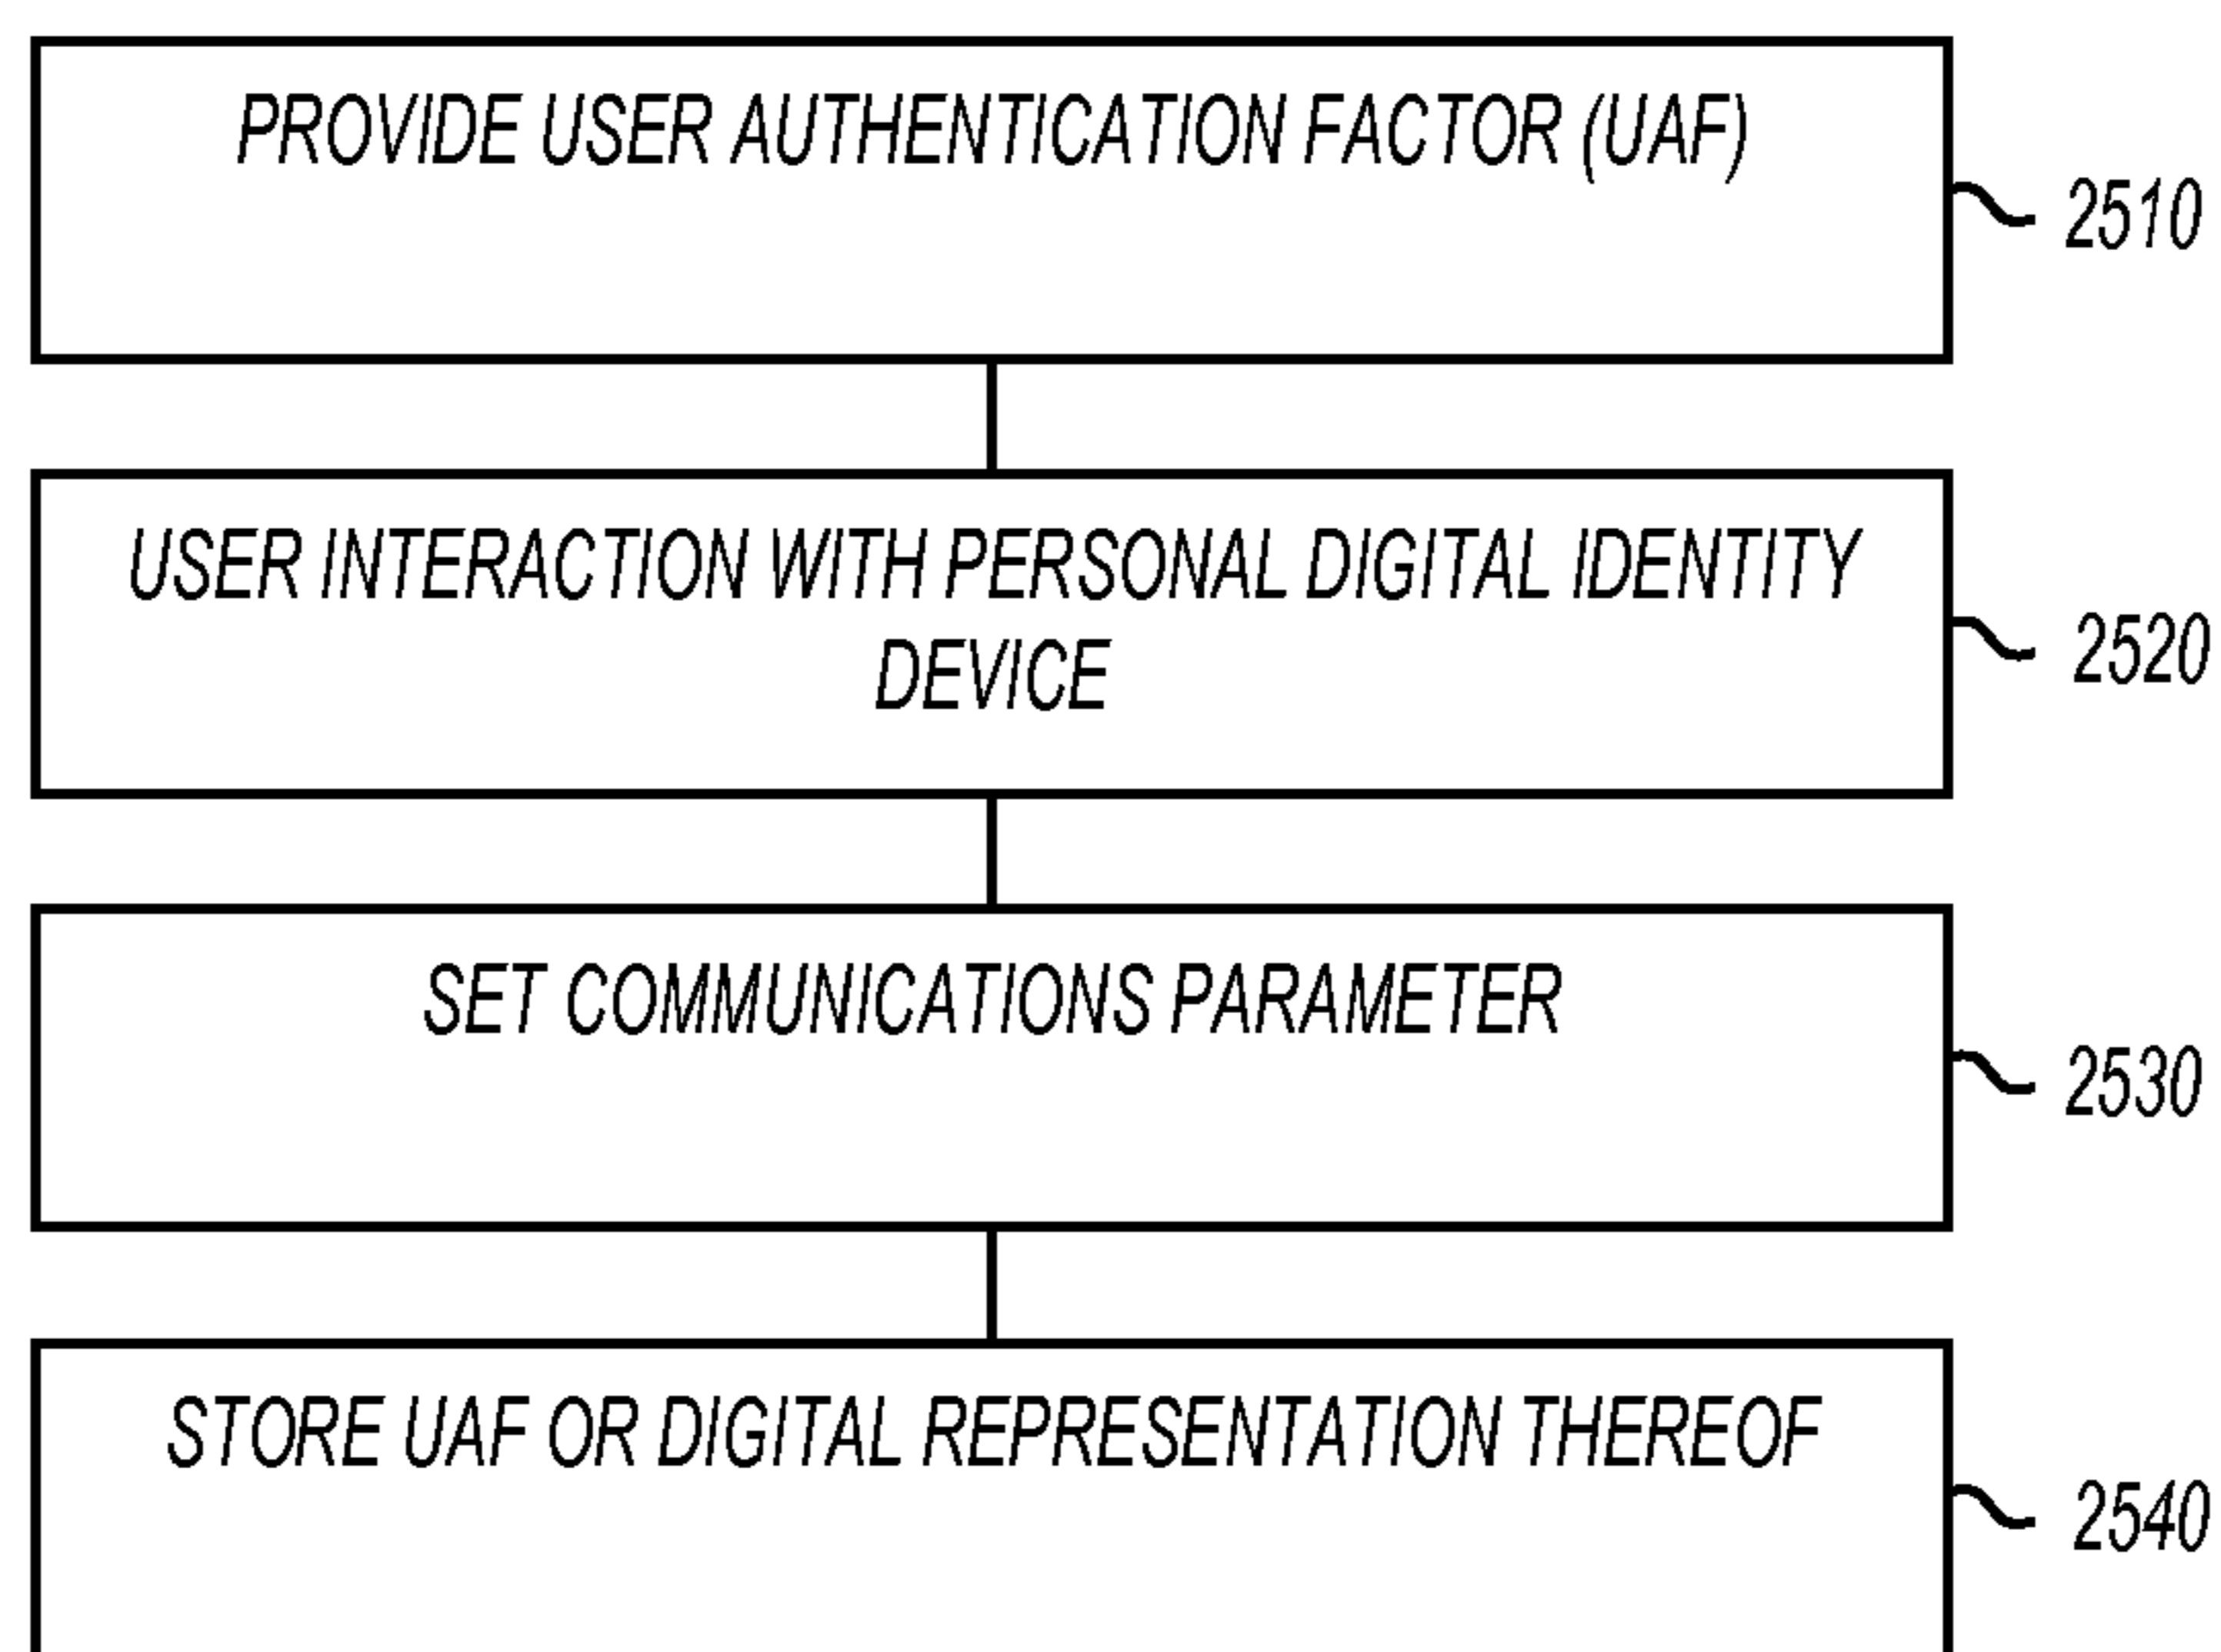 PROVIDE USER AUTHENTICATION FACTOR (UAF)
2510
USER INTERACTION WITH PERSONAL DIGITAL IDENTITY
DEVICE
2520
SET COMMUNICATIONS PARAMETER
2530
STORE UAF OR DIGITAL REPRESENTATION THEREOF
2540